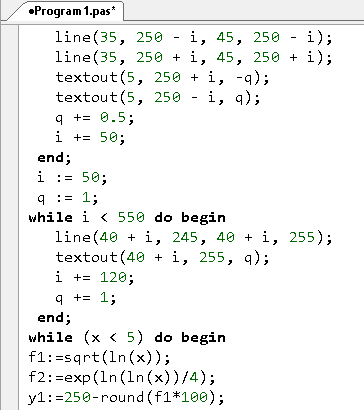 ●Program1.pas*
line(35, 250 - i, 45, 250 - i);
line(35, 250 + i, 45, 250 + i);
textout(5, 250 + i, -q);
textout(5, 250 - i, q);
q += 0.5;
i += 50;
end;
i := 50;
q := 1;
while i < 550 do begin
line(40 + i, 245, 40 + i, 255);
textout(40 + i, 255, q);
i += 120;
q += 1;
end;
while (x < 5) do begin
f1:=sqrt(ln(x));
f2:=exp(ln(ln(x))/4);
y1:=250-round(f1*100);